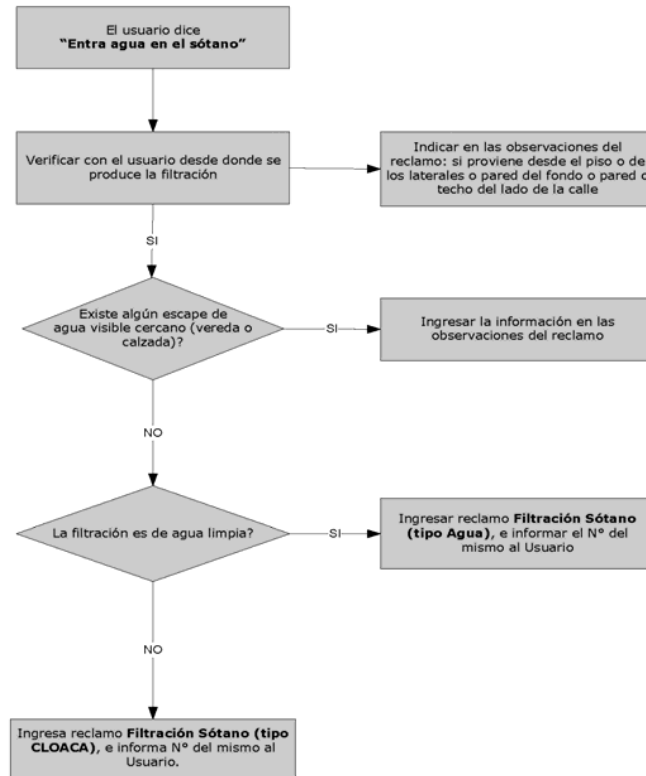 El usuario dice
"Entra agua en el sótano"
Verificar con el usuario desde donde se
produce la filtración
Indicar en las observaciones del
reclamo: si proviene desde el piso o de
los laterales o pared del fondo o pared o
techo del lado de la calle
SI
Existe algún escape de
agua visible cercano (vereda o
calzada)?
SI
Ingresar la información en las
observaciones del reclamo
NO
La filtración es de agua limpia?
SI
Ingresar reclamo Filtración Sótano
(tipo Agua), e informar el N° del
mismo al Usuario
NO
Ingresa reclamo Filtración Sótano (tipo
CLOACA), e informa N° del mismo al
Usuario.